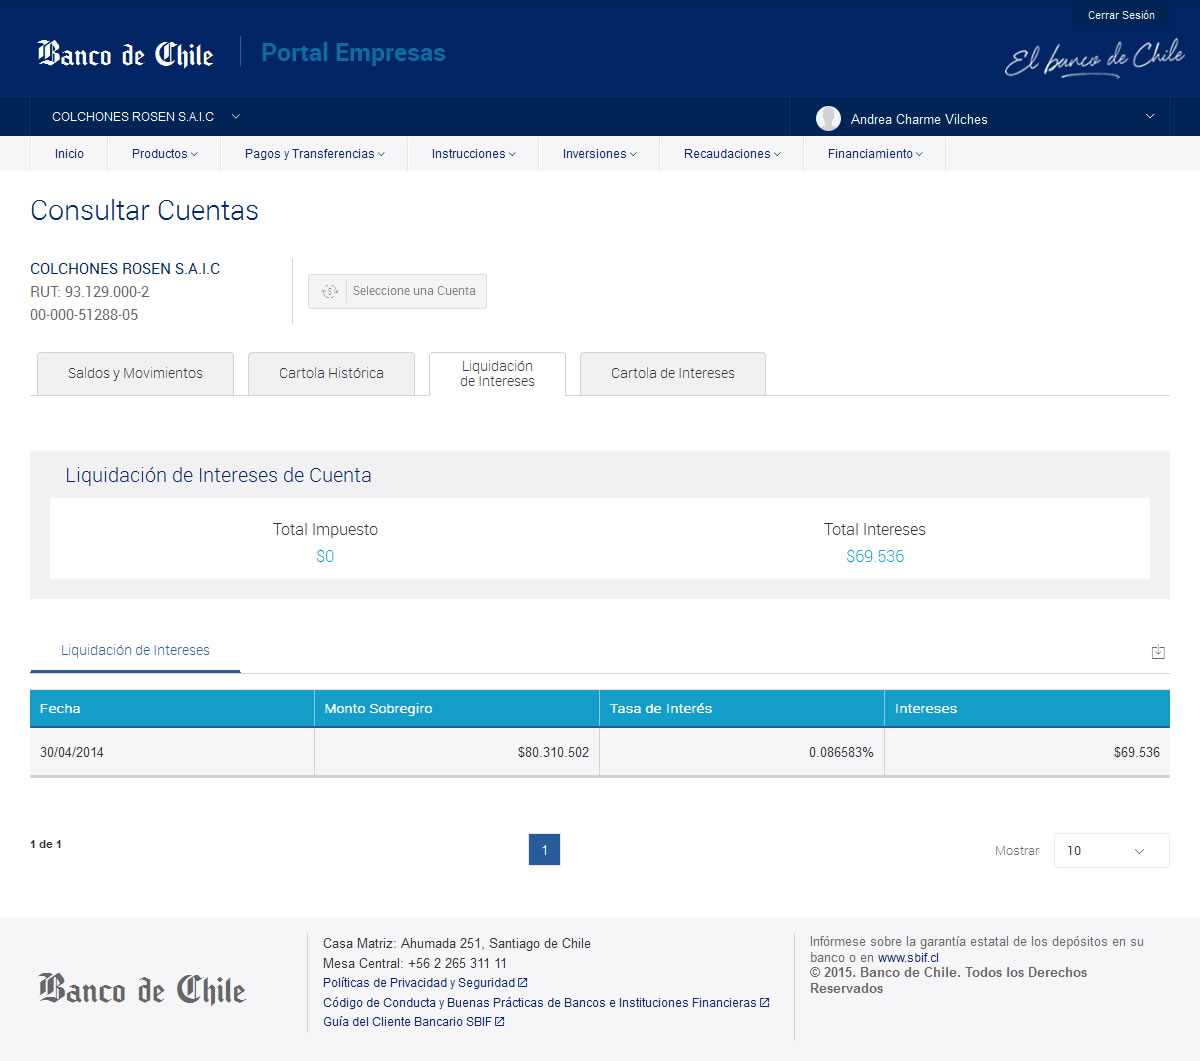 Cerrar Sesión
Banco de Chile
Portal Empresas
El banco de Chile
COLCHONES ROSEN S.A.I.C
Andrea Charme Vilches
Inicio Productos Pagos y Transferencias Instrucciones Inversiones Recaudaciones Financiamiento
Consultar Cuentas
COLCHONES ROSEN S.A.I.C
RUT: 93.129.000-2
00-000-51288-05
Seleccione una Cuenta
Saldos y Movimientos
Cartola Histórica
Liquidación
de Intereses
Cartola de Intereses
Liquidación de Intereses de Cuenta
Total Impuesto
$0
Total Intereses
$69.536
Liquidación de Intereses
Fecha Monto Sobregiro Tasa de Interés Intereses
30/04/2014 $80.310.502 0.086583% $69.536
1 de 1
1
Mostrar 10
Banco de Chile
Casa Matriz: Ahumada 251, Santiago de Chile
Mesa Central: +56 2 265 311 11
Políticas de Privacidad y Seguridad
Código de Conducta y Buenas Prácticas de Bancos e Instituciones Financieras
Guía del Cliente Bancario SBIF
Infórmese sobre la garantía estatal de los depósitos en su
banco o en www.sbif.cl
© 2015. Banco de Chile. Todos los Derechos
Reservados